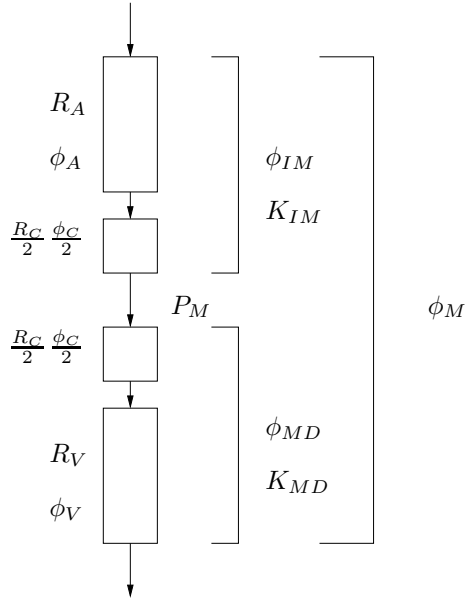 R_A
φ_A
φ_IM
K_IM
R_C/2 φ_C/2
P_M
φ_M
R_C/2 φ_C/2
φ_MD
R_V
K_MD
φ_V